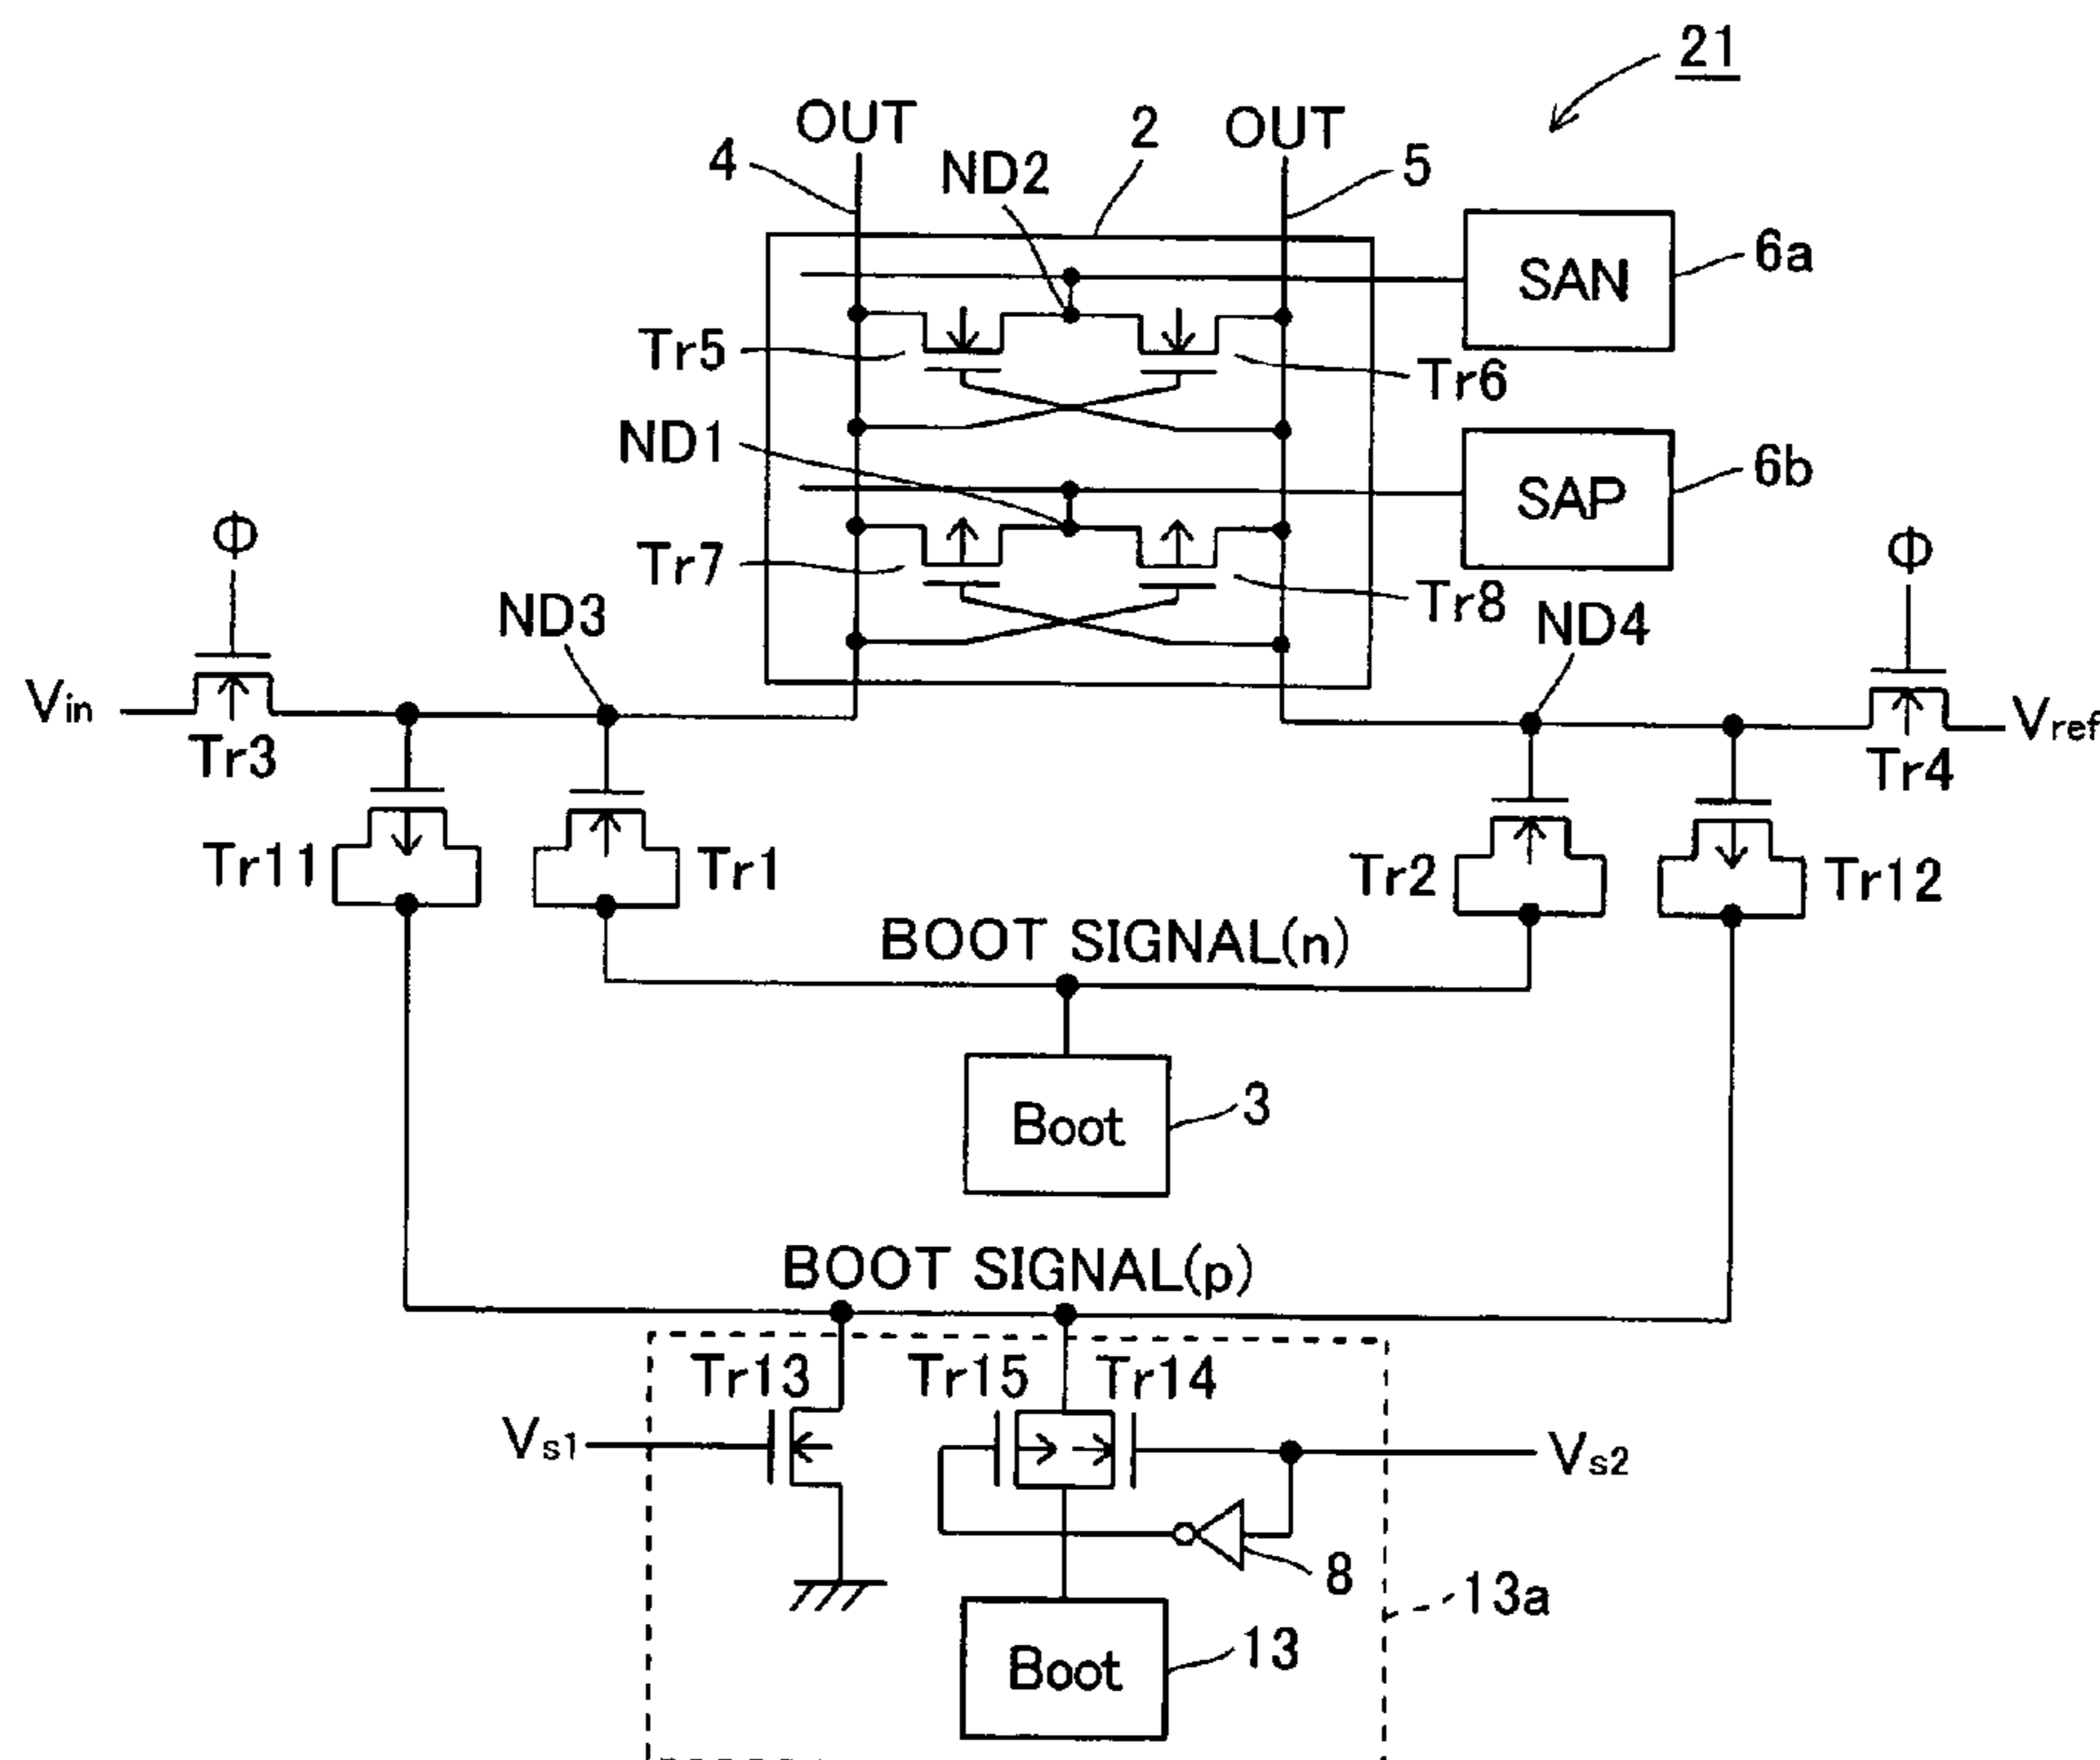 21
OUT
2
OUT
4
ND2
5
SAN
6a
Tr5
Tr6
ND1
SAP
6b
Φ
Φ
Tr7
Tr8
ND3
ND4
Vin
Vref
Tr3
Tr4
Tr11
Tr1
Tr2
Tr12
BOOT SIGNAL(n)
Boot
3
BOOT SIGNAL(p)
Tr13
Tr15
Tr14
Vs1
Vs2
8
13a
Boot
13